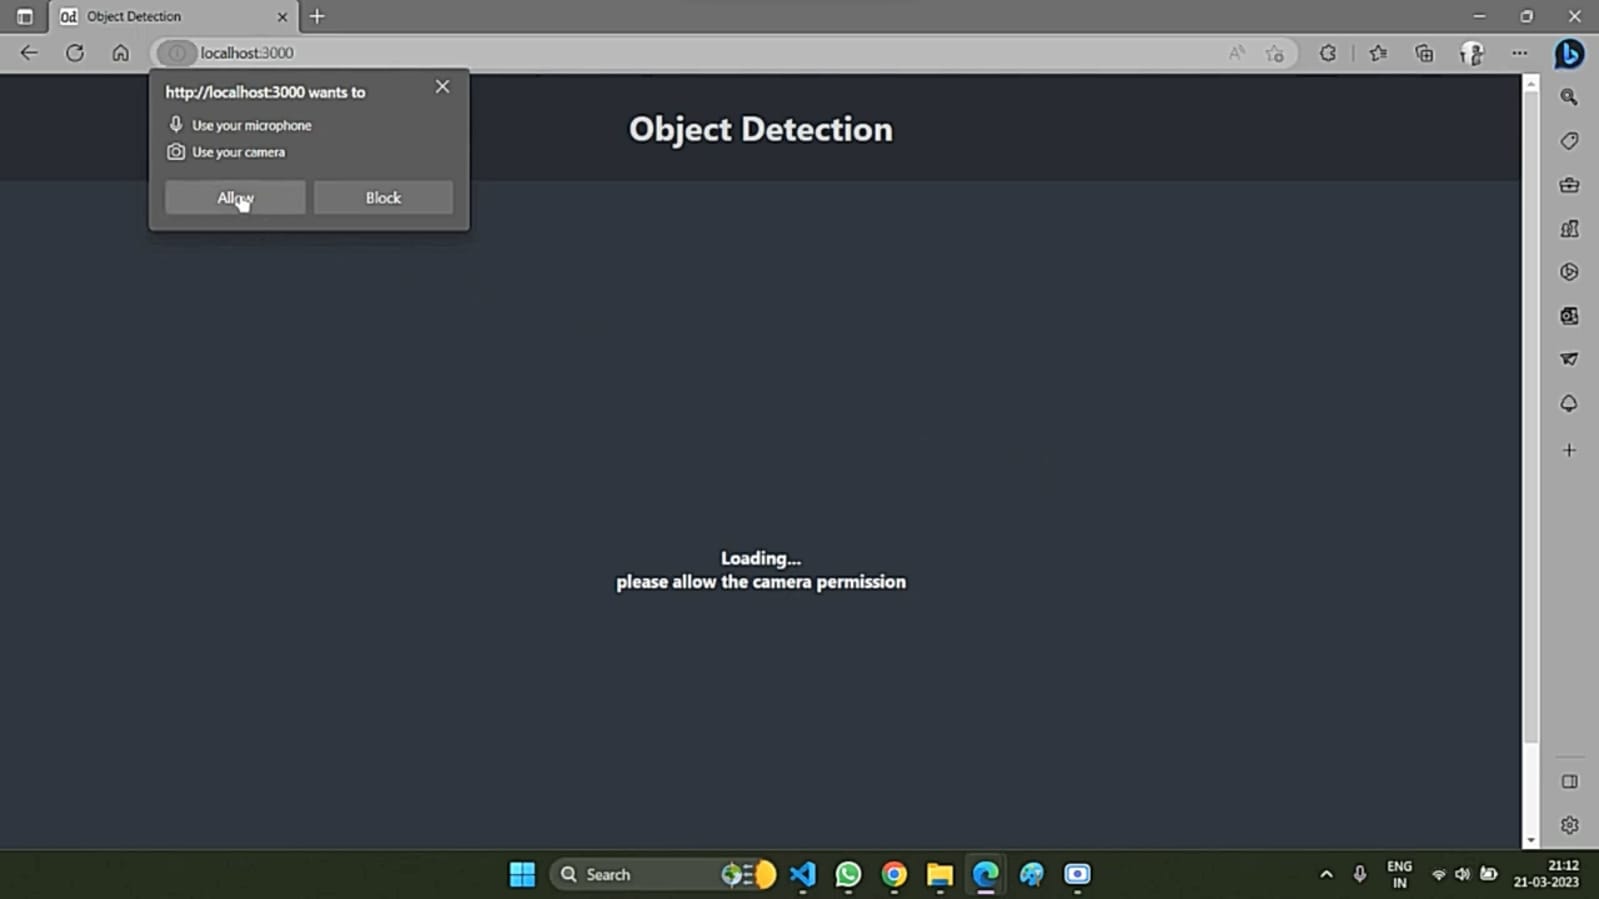 Od Object Detection
localhost:3000
http://localhost:3000 wants to
Use your microphone
Use your camera
Allow
Block
Object Detection
Loading...
please allow the camera permission
Search
ENG
IN
21:12
21-03-2023